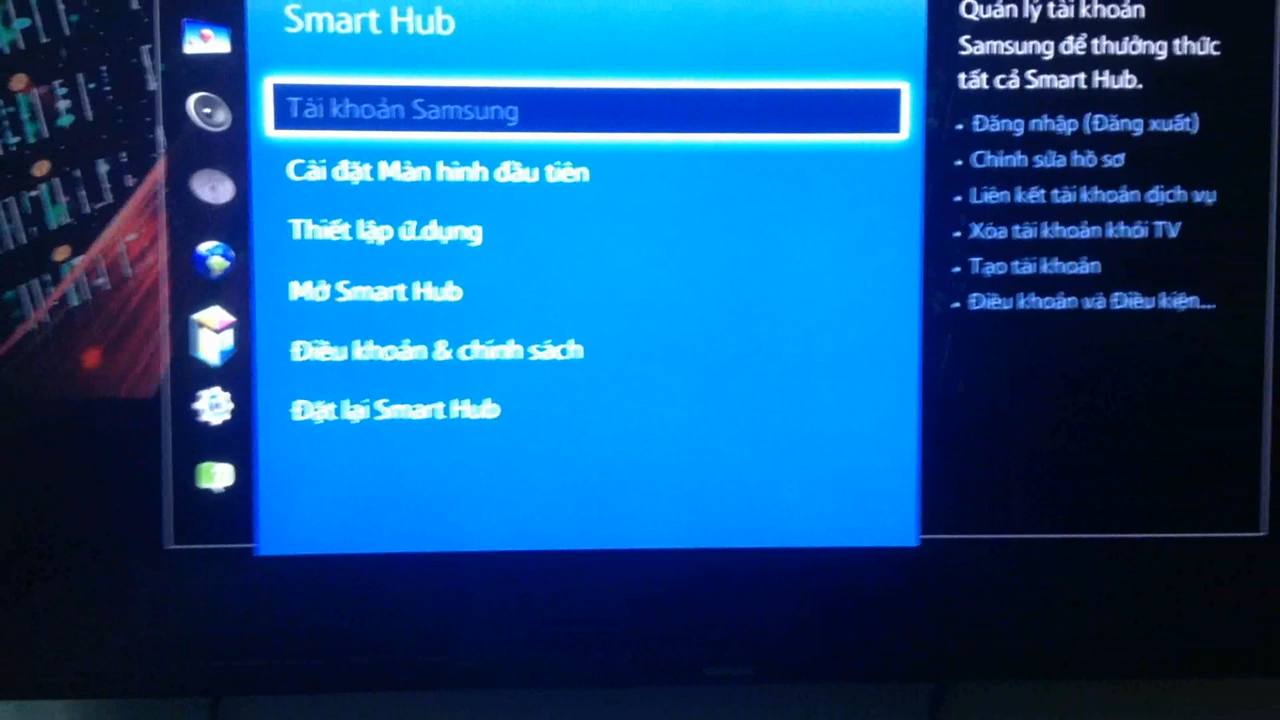 Smart Hub
Tài khoản Samsung
Cài đặt Màn hình đầu tiên
Thiết lập ứ.dụng
Mở Smart Hub
Điều khoản & chính sách
Đặt lại Smart Hub
Quản lý tài khoản
Samsung để thưởng thức
tất cả Smart Hub.
- Đăng nhập (Đăng xuất)
- Chỉnh sửa hồ sơ
- Liên kết tài khoản dịch vụ
- Xóa tài khoản khỏi TV
- Tạo tài khoản
- Điều khoản và Điều kiện...